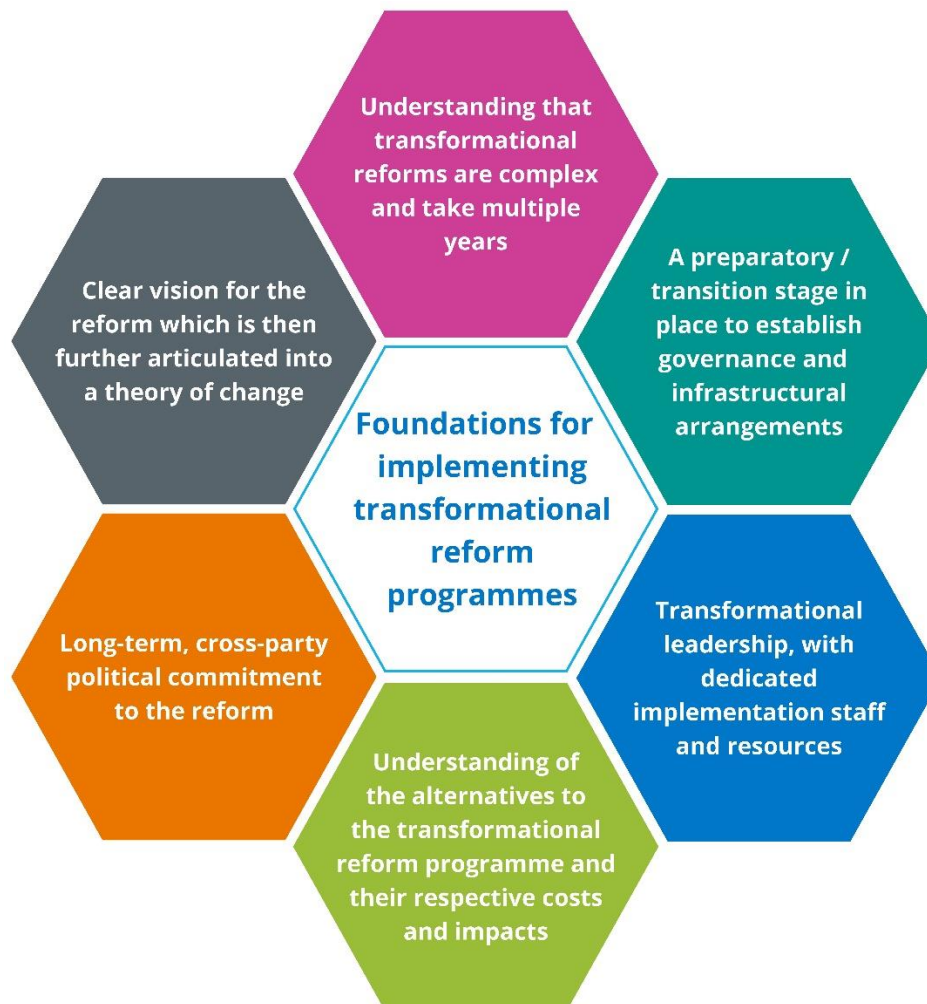 Understanding that
transformational
reforms are complex
and take multiple
years
A preparatory /
transition stage in
place to establish
governance and
infrastructural
arrangements
Transformational
leadership, with
dedicated
implementation staff
and resources
Understanding of
the alternatives to
the transformational
reform programme and
their respective costs
and impacts
Long-term, cross-party
political commitment
to the reform
Clear vision for the
reform which is then
further articulated into
a theory of change
Foundations for
implementing
transformational
reform
programmes